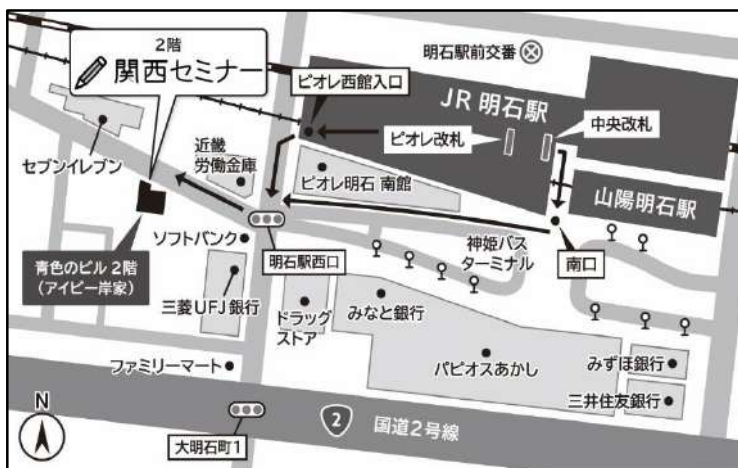 2階
関西セミナー
明石駅前交番
ピオレ西館入口
JR 明石駅
中央改札
ピオレ改札
近畿
労働金庫
セブンイレブン
ピオレ明石 南館
山陽明石駅
青色のビル 2階
(アイビー岸家)
ソフトバンク
明石駅西口
神姫バス
ターミナル
南口
三菱UFJ銀行
ドラッグ
ストア
みなと銀行
ファミリーマート
パピオスあかし
みずほ銀行
三井住友銀行
N
大明石町1
2
国道2号線